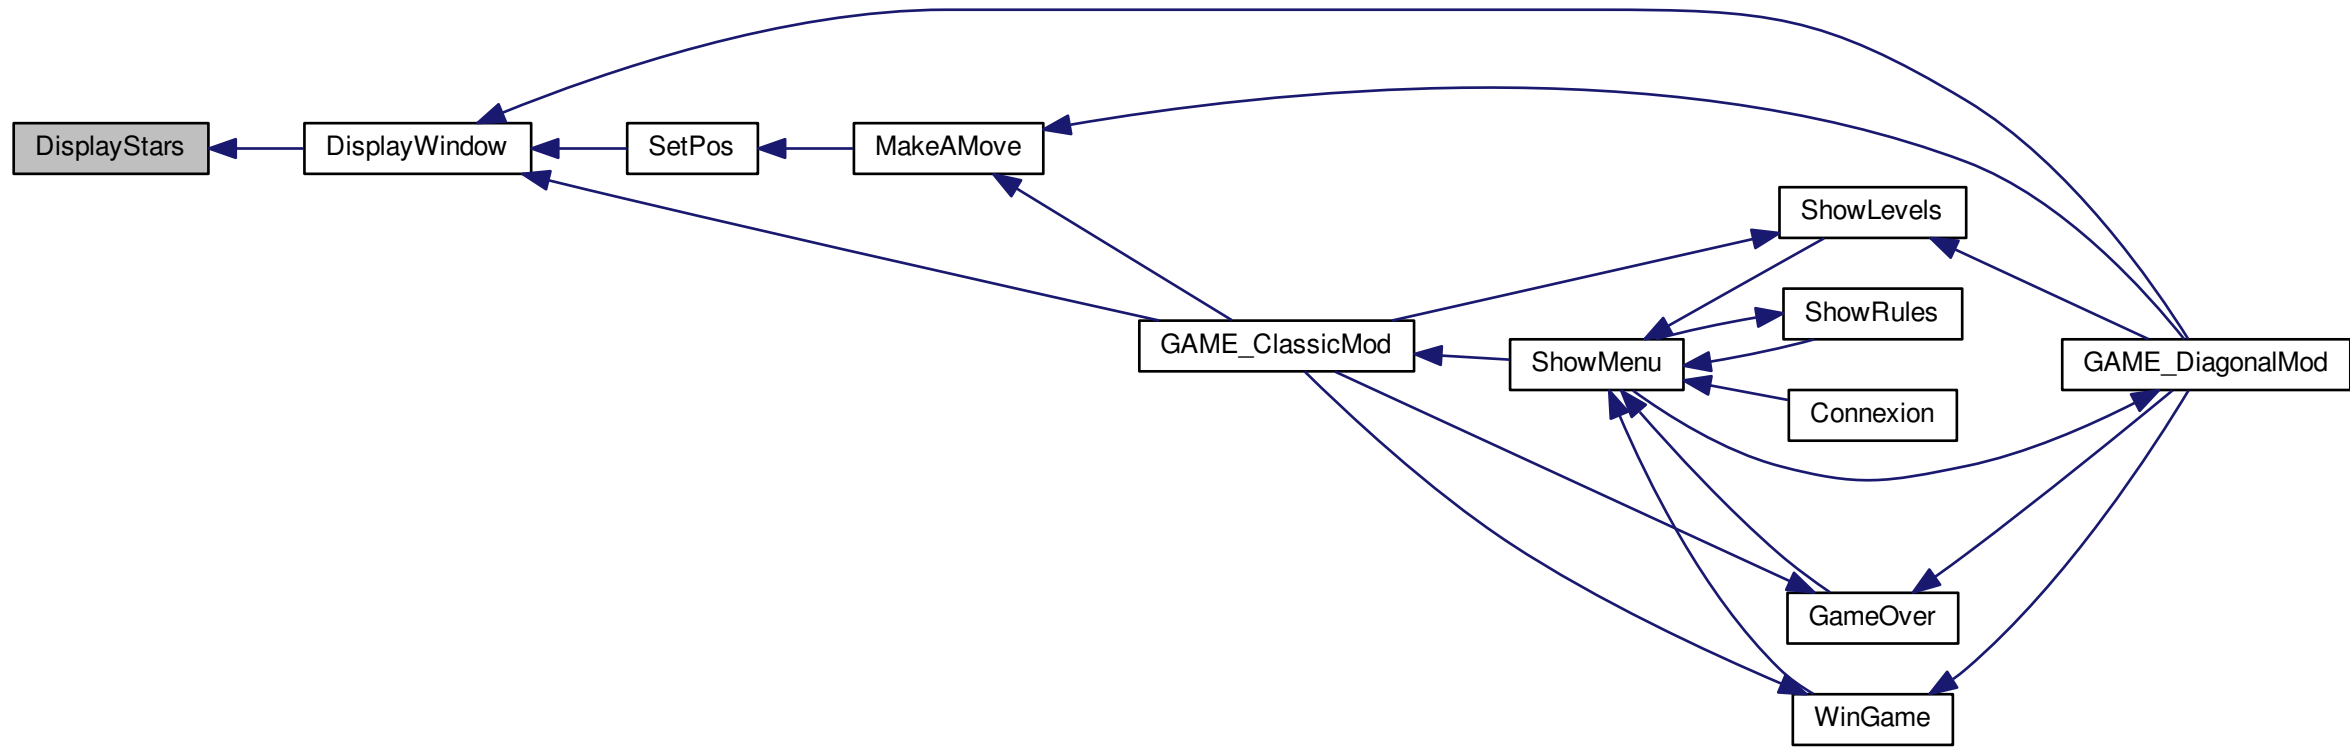 DisplayStars
DisplayWindow
SetPos
MakeAMove
ShowLevels
ShowRules
GAME_ClassicMod
ShowMenu
GAME_DiagonalMod
Connexion
GameOver
WinGame